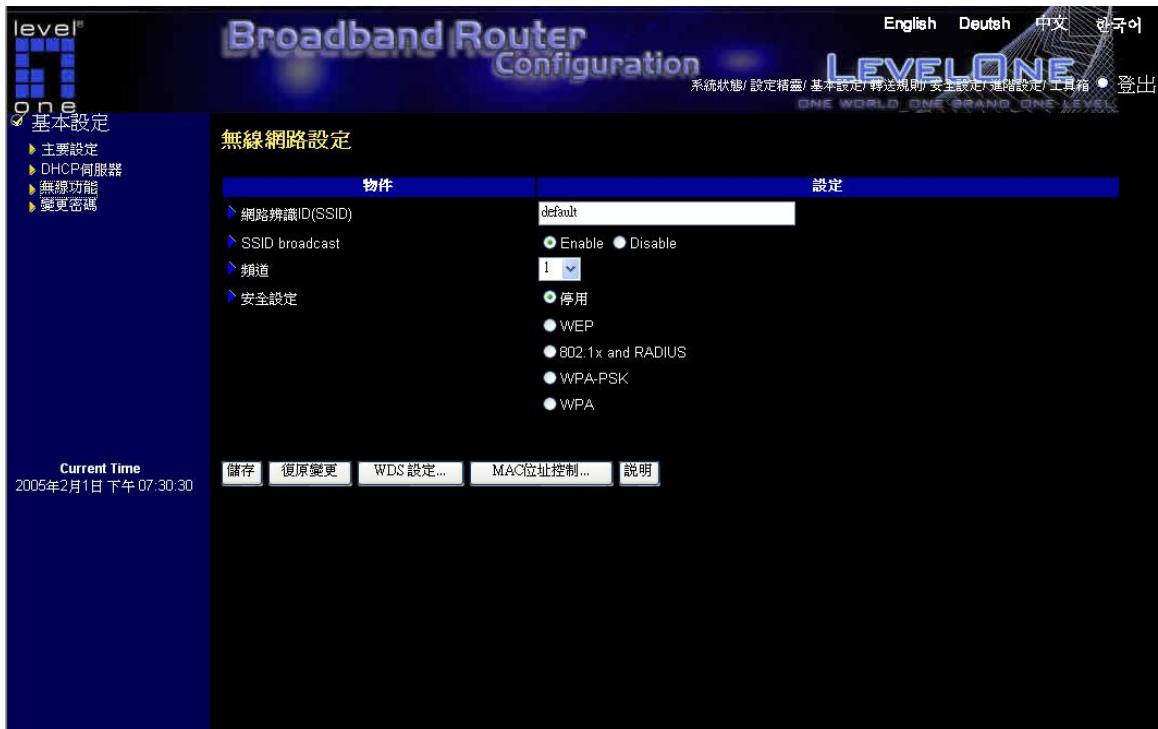 level®
one
Broadband Router
Configuration
English Deutsh 中文 한국어
LEVELONE
系統狀態/ 設定精靈/ 基本設定/ 轉送規則/ 安全設定/ 進階設定/ 工具箱 登出
ONE WORLD_ONE BRAND_ONE LEVEL
基本設定
主要設定
DHCP伺服器
無線功能
變更密碼
無線網路設定
物件 設定
網路辨識ID(SSID) default
SSID broadcast Enable Disable
頻道 1
安全設定 停用
WEP
802.1x and RADIUS
WPA-PSK
WPA
儲存 復原變更 WDS 設定... MAC位址控制... 說明
Current Time
2005年2月1日 下午 07:30:30